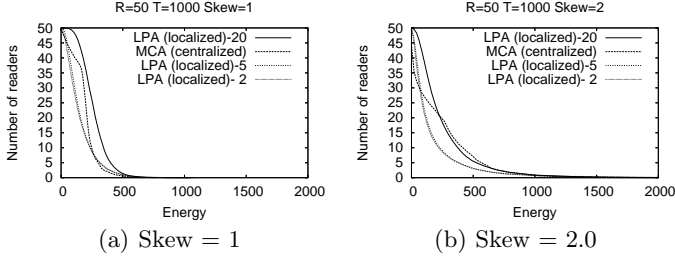 R=50 T=1000 Skew=1
Number of readers
50
45
40
35
30
25
20
15
10
5
0
LPA (localized)-20
MCA (centralized)
LPA (localized)-5
LPA (localized)- 2
0 500 1000 1500 2000
Energy
(a) Skew = 1
R=50 T=1000 Skew=2
Number of readers
50
45
40
35
30
25
20
15
10
5
0
LPA (localized)-20
MCA (centralized)
LPA (localized)-5
LPA (localized)- 2
0 500 1000 1500 2000
Energy
(b) Skew = 2.0